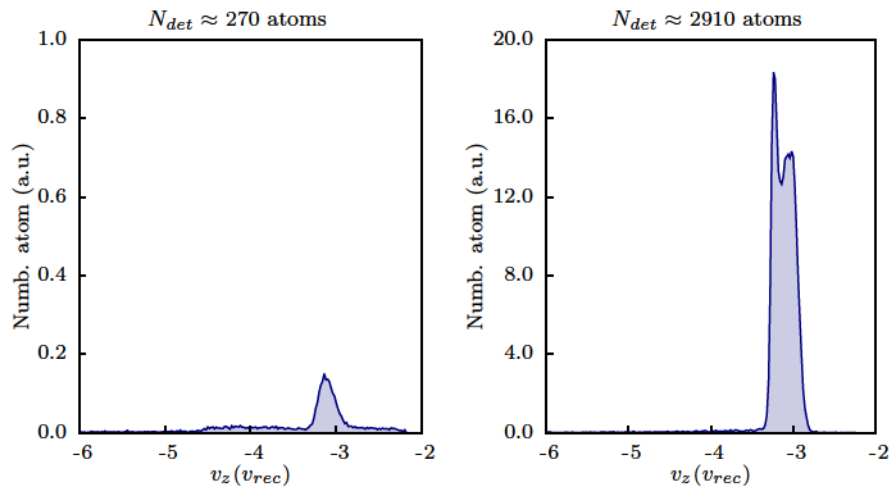 N_det ≈ 270 atoms
1.0
0.8
0.6
0.4
0.2
0.0
Numb. atom (a.u.)
-6 -5 -4 -3 -2
v_z(v_rec)
N_det ≈ 2910 atoms
20.0
16.0
12.0
8.0
4.0
0.0
Numb. atom (a.u.)
-6 -5 -4 -3 -2
v_z(v_rec)